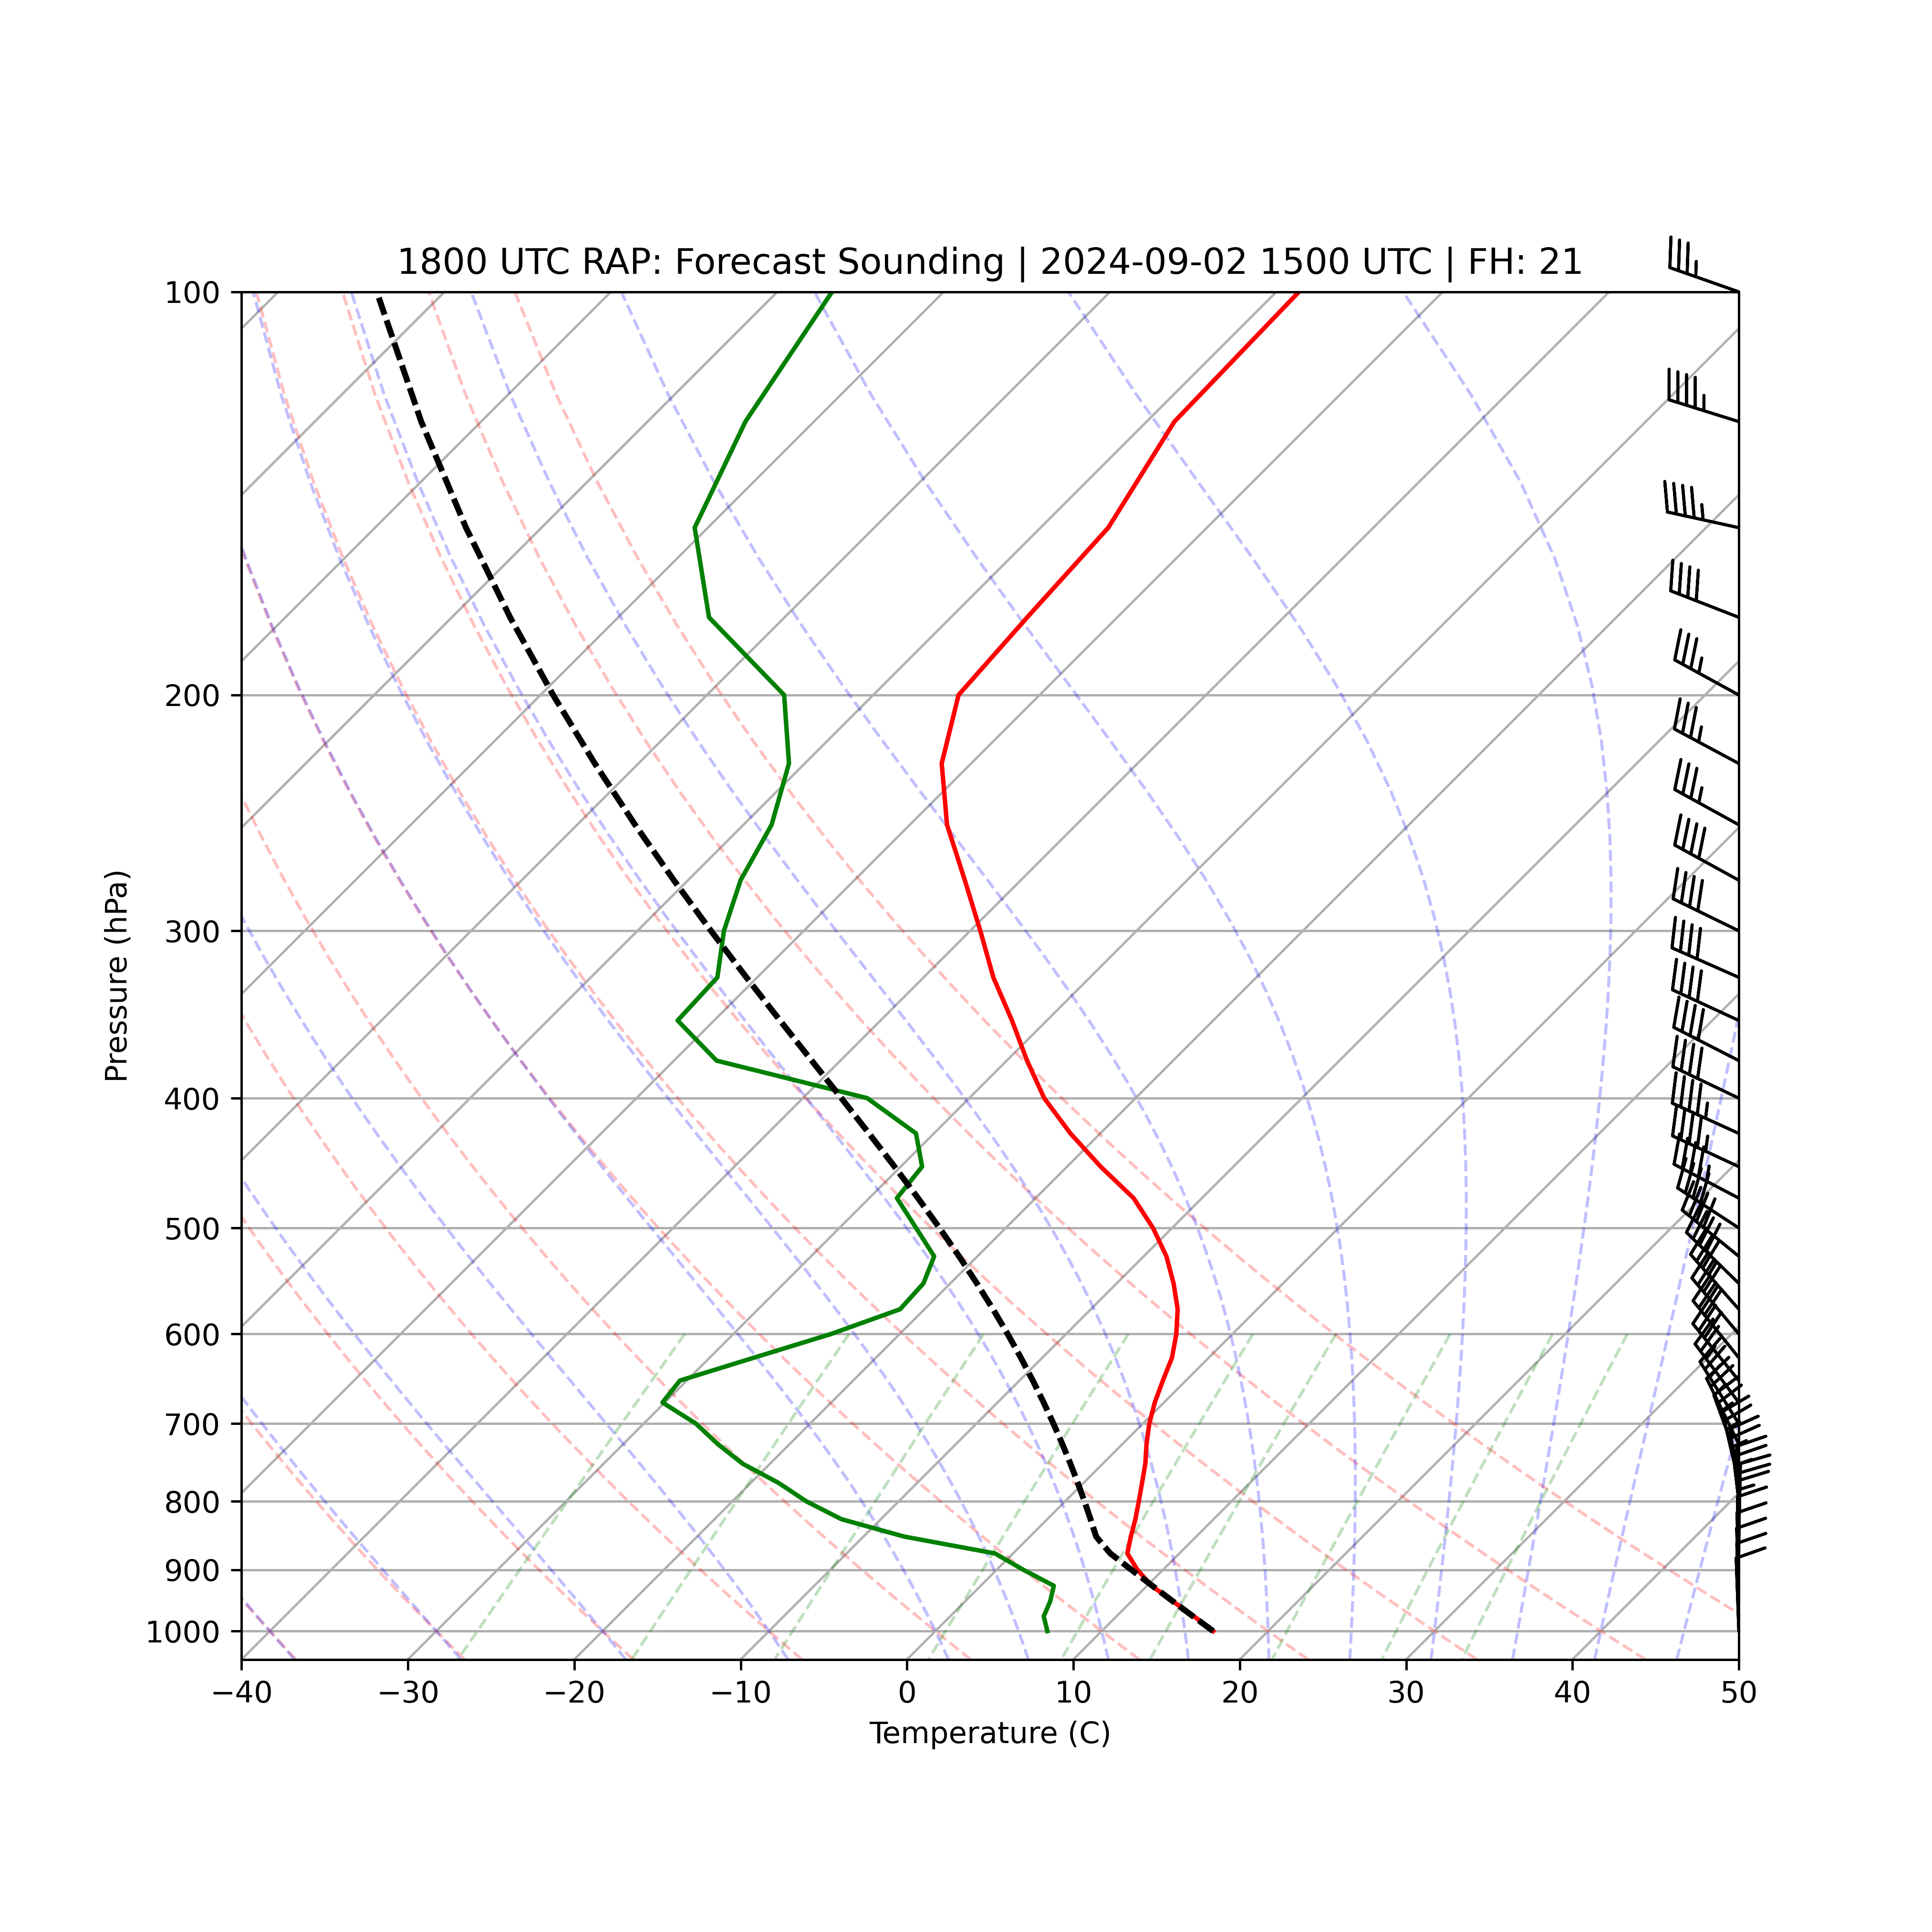 1800 UTC RAP: Forecast Sounding | 2024-09-02 1500 UTC | FH: 21
100
200
300
400
500
600
700
800
900
1000
Pressure (hPa)
−40 −30 −20 −10 0 10 20 30 40 50
Temperature (C)